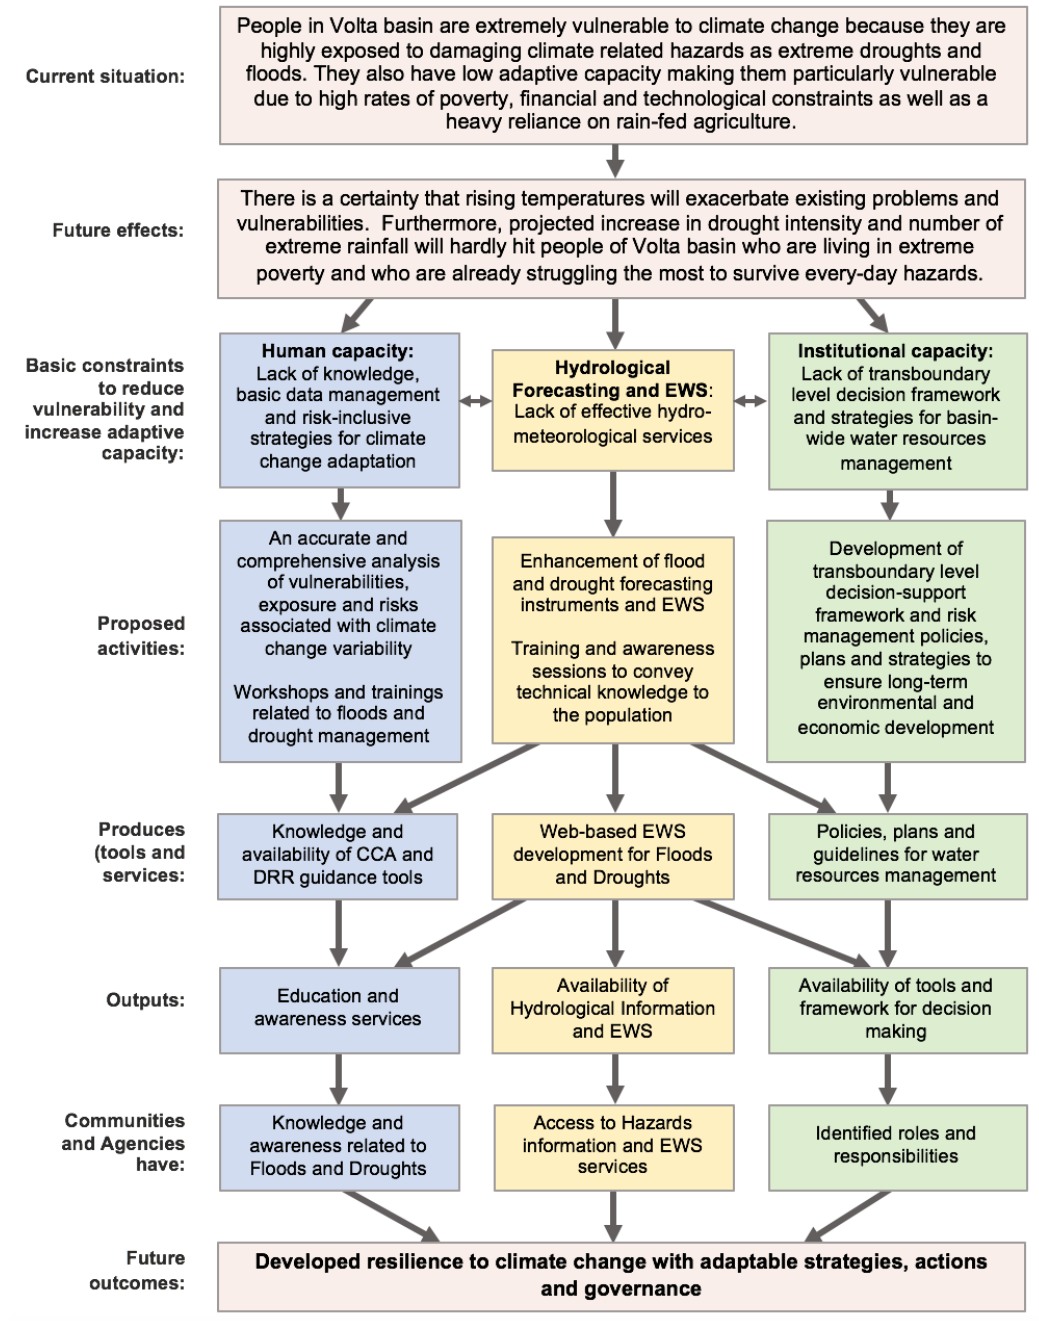 Current situation:
People in Volta basin are extremely vulnerable to climate change because they are
highly exposed to damaging climate related hazards as extreme droughts and
floods. They also have low adaptive capacity making them particularly vulnerable
due to high rates of poverty, financial and technological constraints as well as a
heavy reliance on rain-fed agriculture.
Future effects:
There is a certainty that rising temperatures will exacerbate existing problems and
vulnerabilities. Furthermore, projected increase in drought intensity and number of
extreme rainfall will hardly hit people of Volta basin who are living in extreme
poverty and who are already struggling the most to survive every-day hazards.
Basic constraints
to reduce
vulnerability and
increase adaptive
capacity:
Human capacity:
Lack of knowledge,
basic data management
and risk-inclusive
strategies for climate
change adaptation
Hydrological
Forecasting and EWS:
Lack of effective hydro-
meteorological services
Institutional capacity:
Lack of transboundary
level decision framework
and strategies for basin-
wide water resources
management
Proposed
activities:
An accurate and
comprehensive analysis
of vulnerabilities,
exposure and risks
associated with climate
change variability
Workshops and trainings
related to floods and
drought management
Enhancement of flood
and drought forecasting
instruments and EWS
Training and awareness
sessions to convey
technical knowledge to
the population
Development of
transboundary level
decision-support
framework and risk
management policies,
plans and strategies to
ensure long-term
environmental and
economic development
Produces
(tools and
services:
Knowledge and
availability of CCA and
DRR guidance tools
Web-based EWS
development for Floods
and Droughts
Policies, plans and
guidelines for water
resources management
Outputs:
Education and
awareness services
Availability of
Hydrological Information
and EWS
Availability of tools and
framework for decision
making
Communities
and Agencies
have:
Knowledge and
awareness related to
Floods and Droughts
Access to Hazards
information and EWS
services
Identified roles and
responsibilities
Future
outcomes:
Developed resilience to climate change with adaptable strategies, actions
and governance